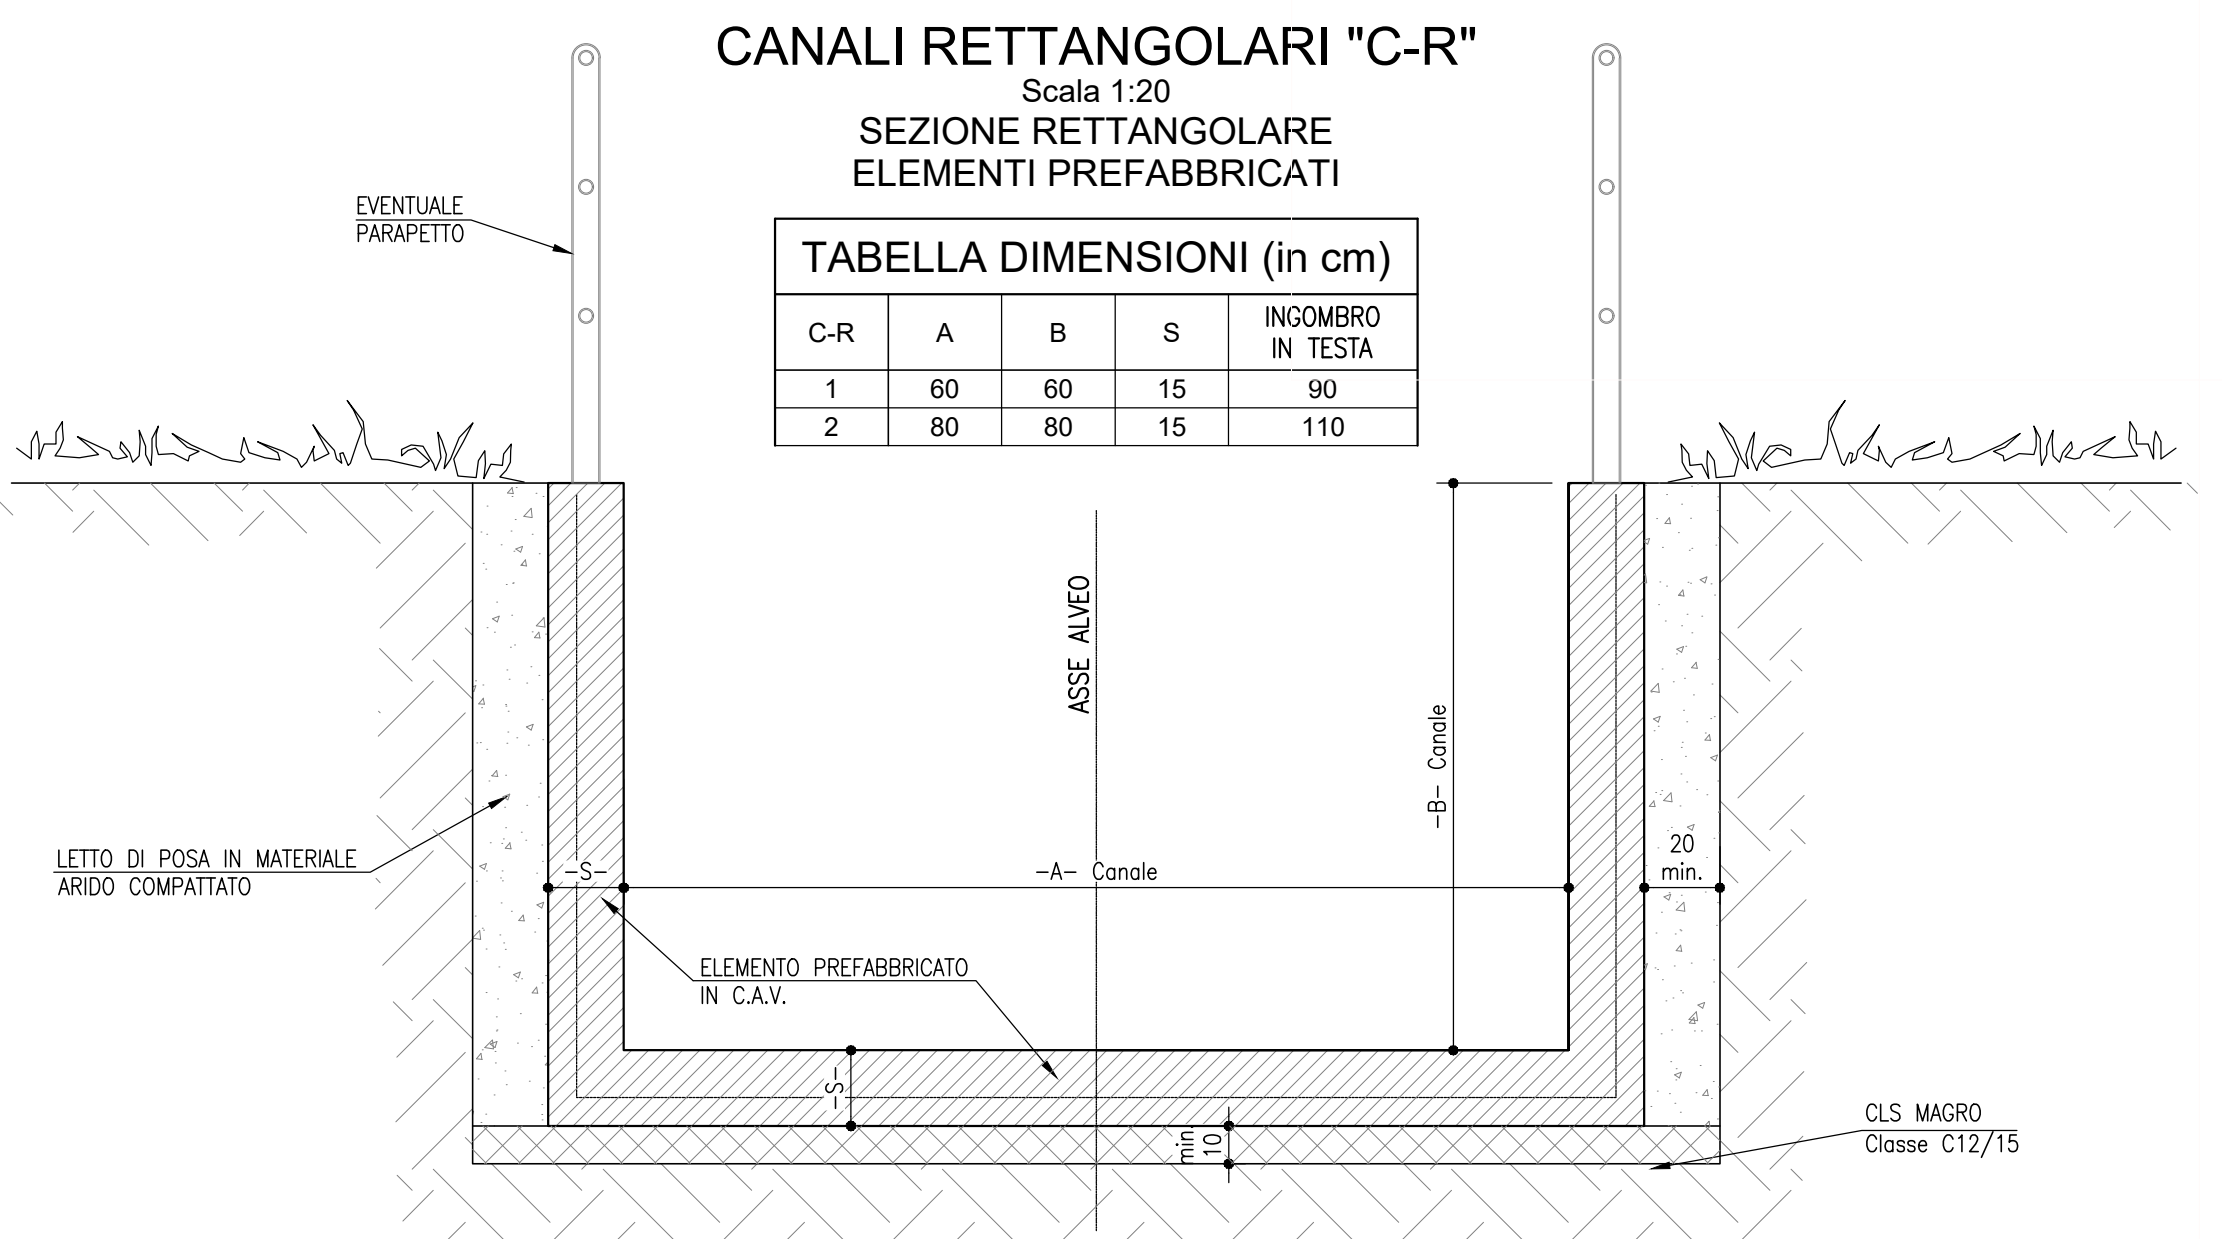 CANALI RETTANGOLARI "C-R"
Scala 1:20
SEZIONE RETTANGOLARE
ELEMENTI PREFABBRICATI
EVENTUALE
PARAPETTO
TABELLA DIMENSIONI (in cm)
C-R A B S INGOMBRO IN TESTA
1 60 60 15 90
2 80 80 15 110
ASSE ALVEO
-B- Canale
LETTO DI POSA IN MATERIALE
ARIDO COMPATTATO
-S-
-A- Canale
20
min.
ELEMENTO PREFABBRICATO
IN C.A.V.
-S-
min.
10
CLS MAGRO
Classe C12/15